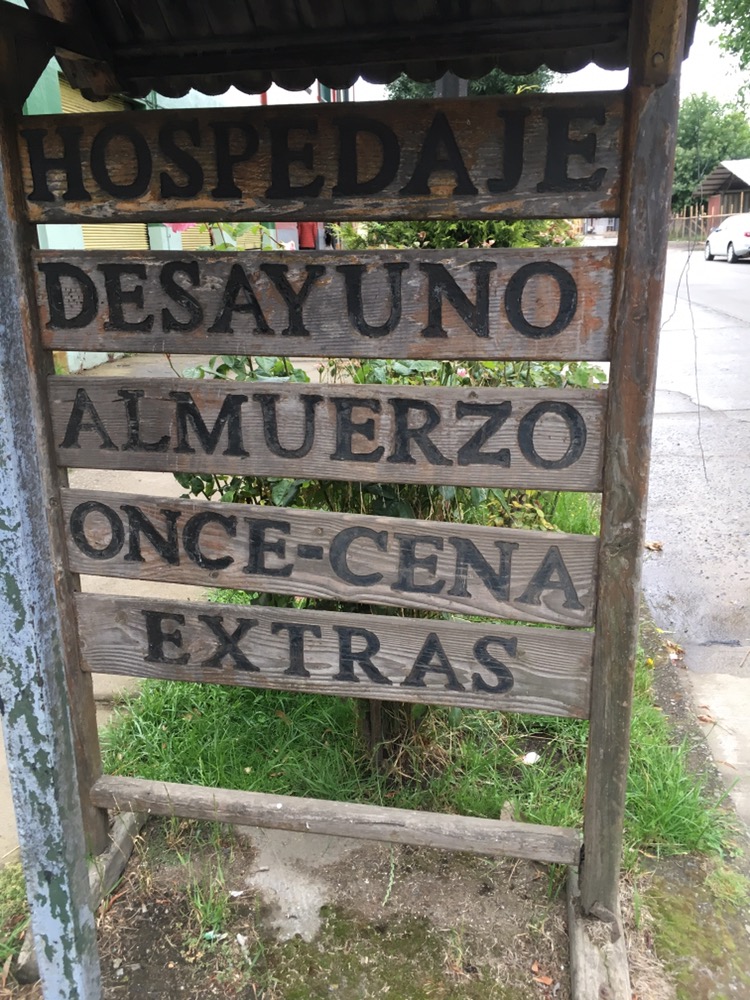 HOSPEDAJE
DESAYUNO
ALMUERZO
ONCE-CENA
EXTRAS